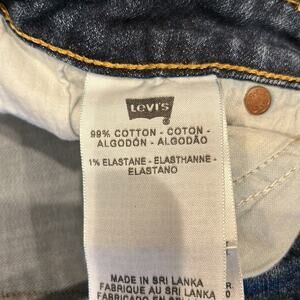 LEVI'S
99% COTTON - COTON -
ALGODÓN - ALGODÃO
1% ELASTANE - ELASTHANNE -
ELASTANO
MADE IN SRI LANKA
FABRIQUE AU SRI LANKA
FABRICADO EN SRI LANKA